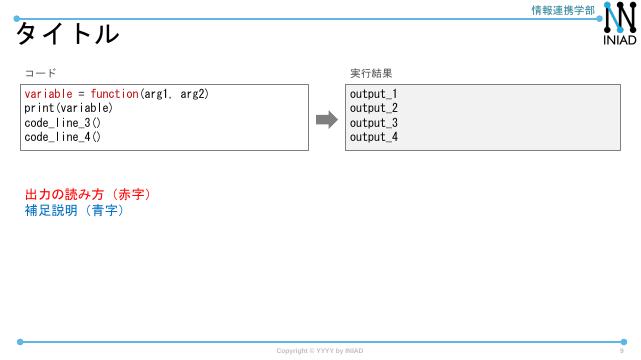 情報連携学部
INIAD
タイトル
コード
variable = function(arg1, arg2)
print(variable)
code_line_3()
code_line_4()
実行結果
output_1
output_2
output_3
output_4
出力の読み方（赤字）
補足説明（青字）
Copyright © YYYY by INIAD
9